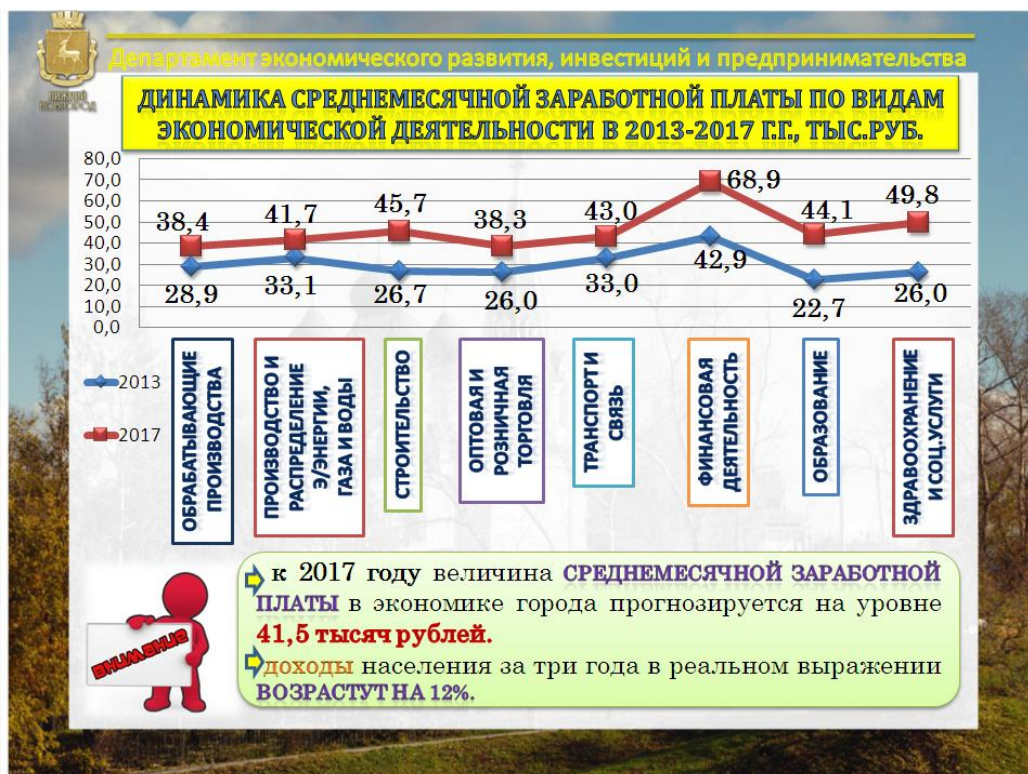 Департамент экономического развития, инвестиций и предпринимательства
НИЖНИЙ
НОВГОРОД
ДИНАМИКА СРЕДНЕМЕСЯЧНОЙ ЗАРАБОТНОЙ ПЛАТЫ ПО ВИДАМ
ЭКОНОМИЧЕСКОЙ ДЕЯТЕЛЬНОСТИ В 2013-2017 Г.Г., ТЫС.РУБ.
80,0
70,0
60,0
50,0
40,0
30,0
20,0
10,0
0,0
38,4 41,7 45,7 38,3 43,0 68,9 44,1 49,8
28,9 33,1 26,7 26,0 33,0 42,9 22,7 26,0
2013
2017
ОБРАБАТЫВАЮЩИЕ
ПРОИЗВОДСТВА
ПРОИЗВОДСТВО И
РАСПРЕДЕЛЕНИЕ
Э/ЭНЕРГИИ,
ГАЗА И ВОДЫ
СТРОИТЕЛЬСТВО
ОПТОВАЯ И
РОЗНИЧНАЯ
ТОРГОВЛЯ
ТРАНСПОРТ И
СВЯЗЬ
ФИНАНСОВАЯ
ДЕЯТЕЛЬНОСТЬ
ОБРАЗОВАНИЕ
ЗДРАВООХРАНЕНИЕ
И СОЦ.УСЛУГИ
внимание
к 2017 году величина СРЕДНЕМЕСЯЧНОЙ ЗАРАБОТНОЙ
ПЛАТЫ в экономике города прогнозируется на уровне
41,5 тысяч рублей.
доходы населения за три года в реальном выражении
ВОЗРАСТУТ НА 12%.